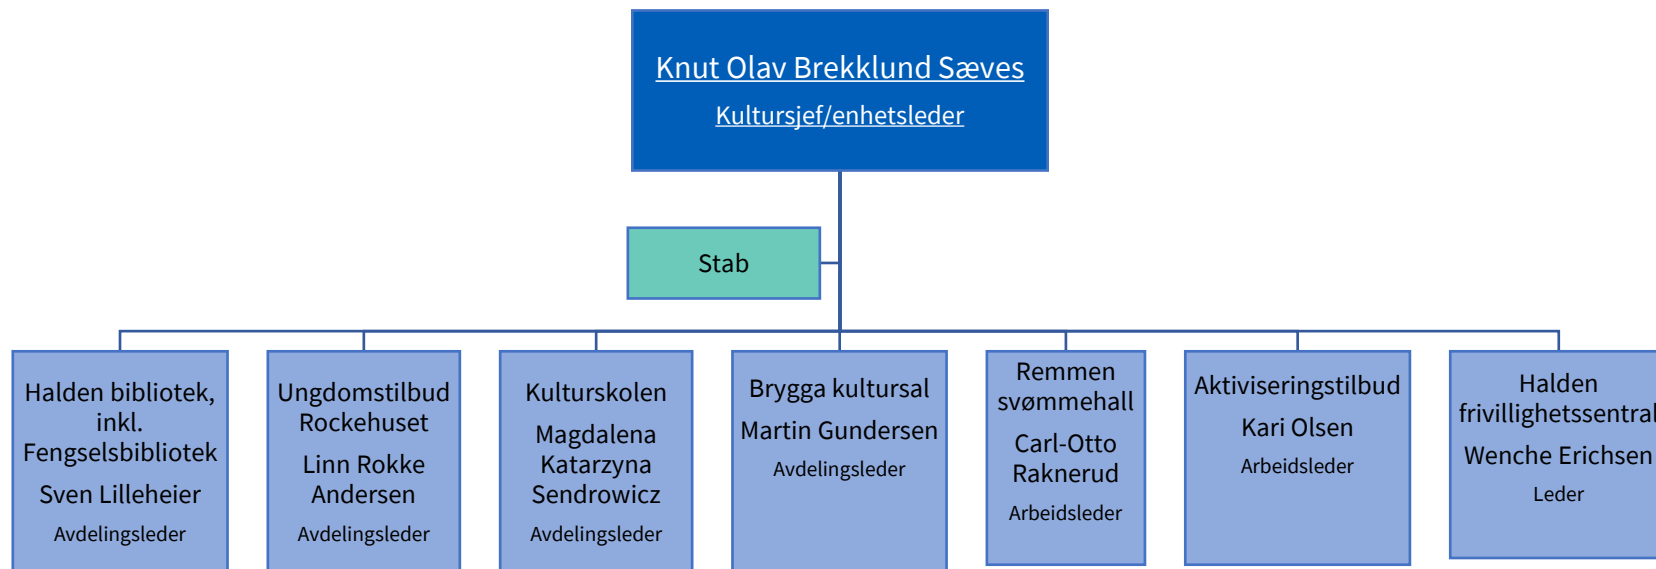 Knut Olav Brekklund Sæves
Kultursjef/enhetsleder
Stab
Halden bibliotek,
inkl.
Fengselsbibliotek
Sven Lilleheier
Avdelingsleder
Ungdomstilbud
Rockehuset
Linn Rokke
Andersen
Avdelingsleder
Kulturskolen
Magdalena
Katarzyna
Sendrowicz
Avdelingsleder
Brygga kultursal
Martin Gundersen
Avdelingsleder
Remmen
svømmehall
Carl-Otto
Raknerud
Arbeidsleder
Aktiviseringstilbud
Kari Olsen
Arbeidsleder
Halden
frivillighetssentral
Wenche Erichsen
Leder